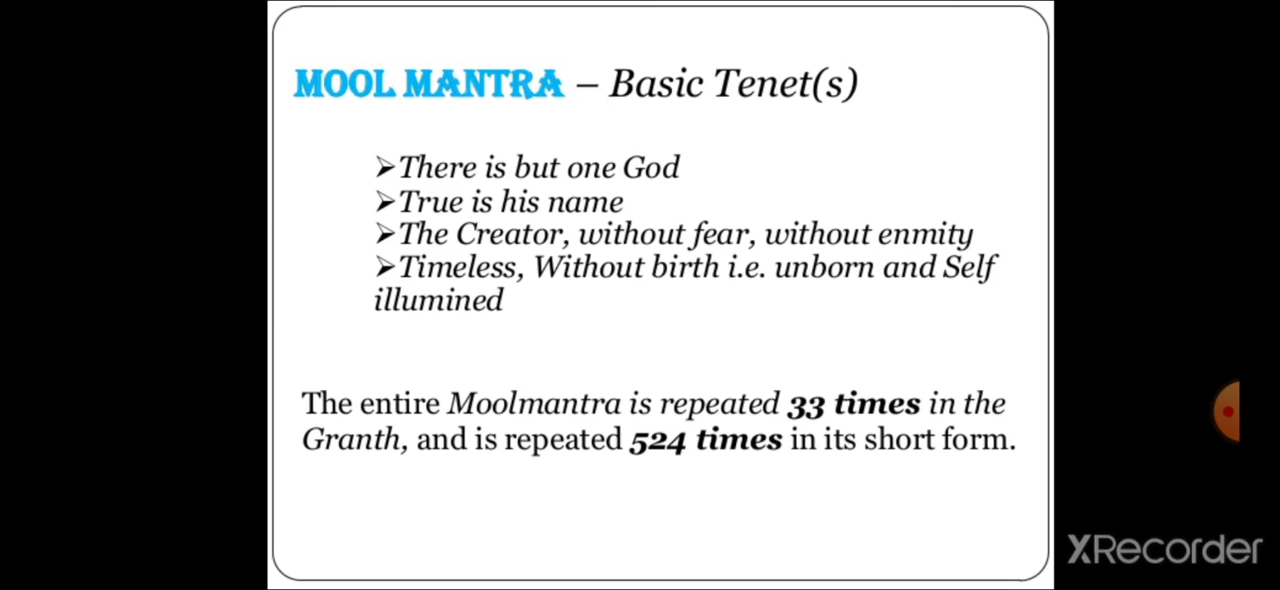 MOOL MANTRA – Basic Tenet(s)
➢There is but one God
➢True is his name
➢The Creator, without fear, without enmity
➢Timeless, Without birth i.e. unborn and Self
illumined
The entire Moolmantra is repeated 33 times in the
Granth, and is repeated 524 times in its short form.
XRecorder